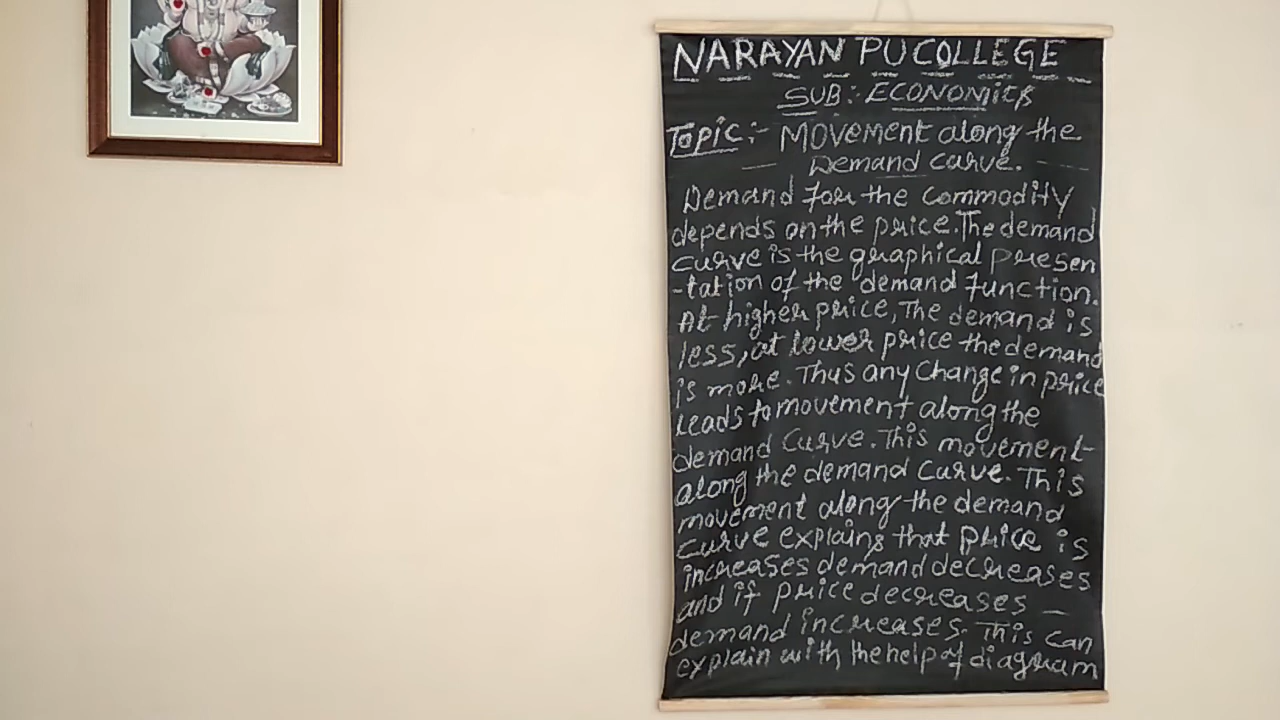 NARAYAN PU COLLEGE
SUB:- ECONOMICS
Topic:- MOVEMENT along the
Demand curve.
Demand for the commodity
depends on the price. The demand
curve is the graphical presen
-tation of the demand function.
At higher price, The demand is
less, at lower price the demand
is more. Thus any Change in price
Leads to movement along the
demand Curve. This movement
along the demand Curve. This
movement along the demand
Curve explains that price is
increases demand decreases
and if price decreases –
demand increases. This can
explain with the help of diagram